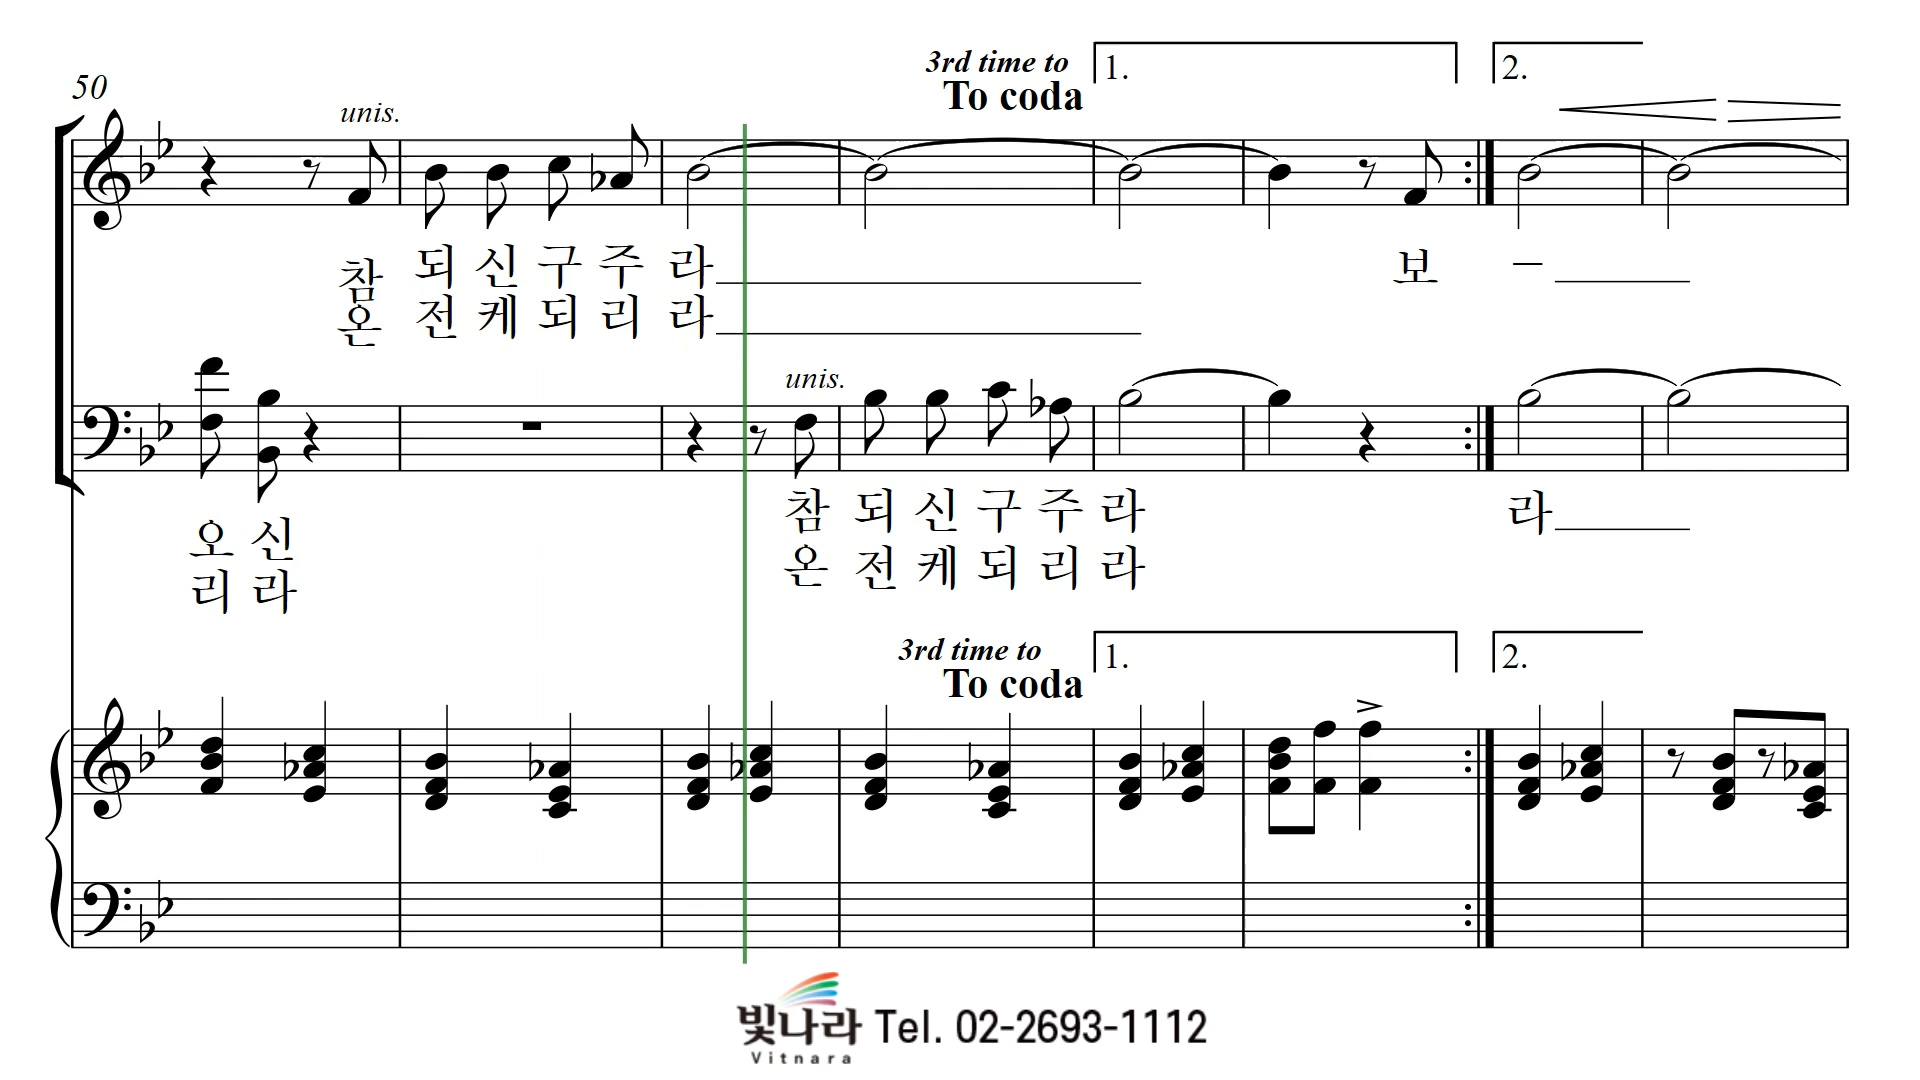 50
unis.
3rd time to
To coda
1.
2.
참 되 신 구 주 라 보 –
온 전 케 되 리 라
unis.
오 신 참 되 신 구 주 라 라
리 라 온 전 케 되 리 라
3rd time to
To coda
1.
2.
빛나라 Tel. 02-2693-1112
Vitnara